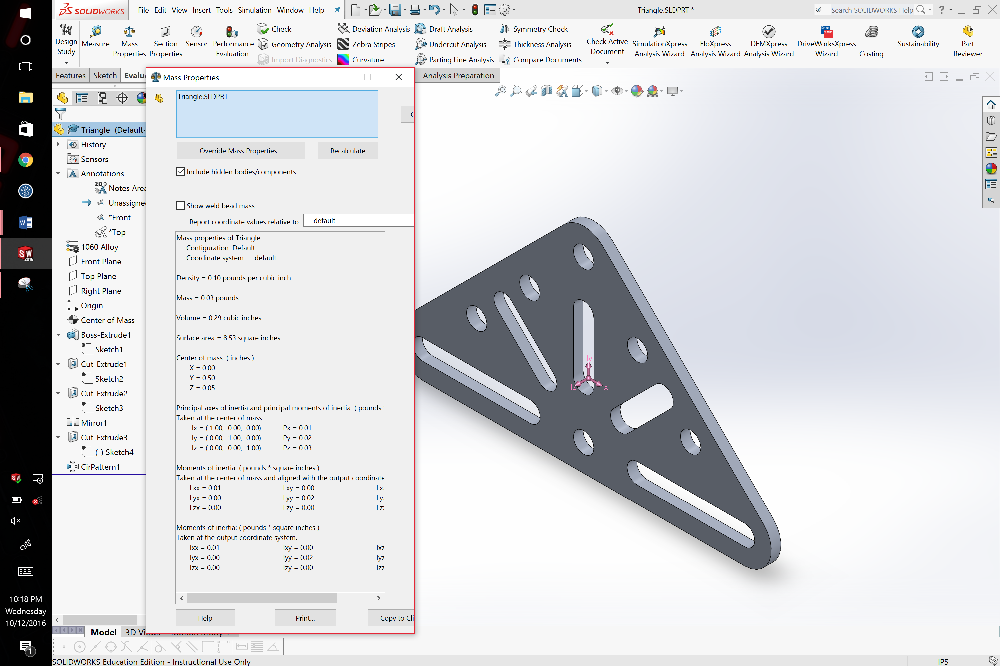 SOLIDWORKS
File Edit View Insert Tools Simulation Window Help
Triangle.SLDPRT *
Search SOLIDWORKS Help
?
Design Study
Measure
Mass Properties
Section Properties
Sensor
Performance Evaluation
Check
Geometry Analysis
Import Diagnostics
Deviation Analysis
Zebra Stripes
Curvature
Draft Analysis
Undercut Analysis
Parting Line Analysis
Symmetry Check
Thickness Analysis
Compare Documents
Check Active Document
SimulationXpress Analysis Wizard
FloXpress Analysis Wizard
DFMXpress Analysis Wizard
DriveWorksXpress Wizard
Costing
Sustainability
Part Reviewer
Features Sketch Evalu
Analysis Preparation
Triangle (Default<
History
Sensors
Annotations
2D Notes Area
Unassigne
*Front
*Top
1060 Alloy
Front Plane
Top Plane
Right Plane
Origin
Center of Mass
Boss-Extrude1
Sketch1
Cut-Extrude1
Sketch2
Cut-Extrude2
Sketch3
Mirror1
Cut-Extrude3
(-) Sketch4
CirPattern1
Mass Properties
Triangle.SLDPRT
Override Mass Properties...
Recalculate
Include hidden bodies/components
Show weld bead mass
Report coordinate values relative to: -- default --
Mass properties of Triangle
Configuration: Default
Coordinate system: -- default --
Density = 0.10 pounds per cubic inch
Mass = 0.03 pounds
Volume = 0.29 cubic inches
Surface area = 8.53 square inches
Center of mass: ( inches )
X = 0.00
Y = 0.50
Z = 0.05
Principal axes of inertia and principal moments of inertia: ( pounds *
Taken at the center of mass.
Ix = ( 1.00, 0.00, 0.00) Px = 0.01
Iy = ( 0.00, 1.00, 0.00) Py = 0.02
Iz = ( 0.00, 0.00, 1.00) Pz = 0.03
Moments of inertia: ( pounds * square inches )
Taken at the center of mass and aligned with the output coordinate
Lxx = 0.01 Lxy = 0.00 Lxz
Lyx = 0.00 Lyy = 0.02 Lyz
Lzx = 0.00 Lzy = 0.00 Lzz
Moments of inertia: ( pounds * square inches )
Taken at the output coordinate system.
Ixx = 0.01 Ixy = 0.00 Ixz
Iyx = 0.00 Iyy = 0.02 Iyz
Izx = 0.00 Izy = 0.00 Izz
Help
Print...
Copy to Cli
Iy
Iz
Ix
SW 2016
10:18 PM
Wednesday
10/12/2016
1
Model 3D Views
SOLIDWORKS Education Edition - Instructional Use Only
IPS